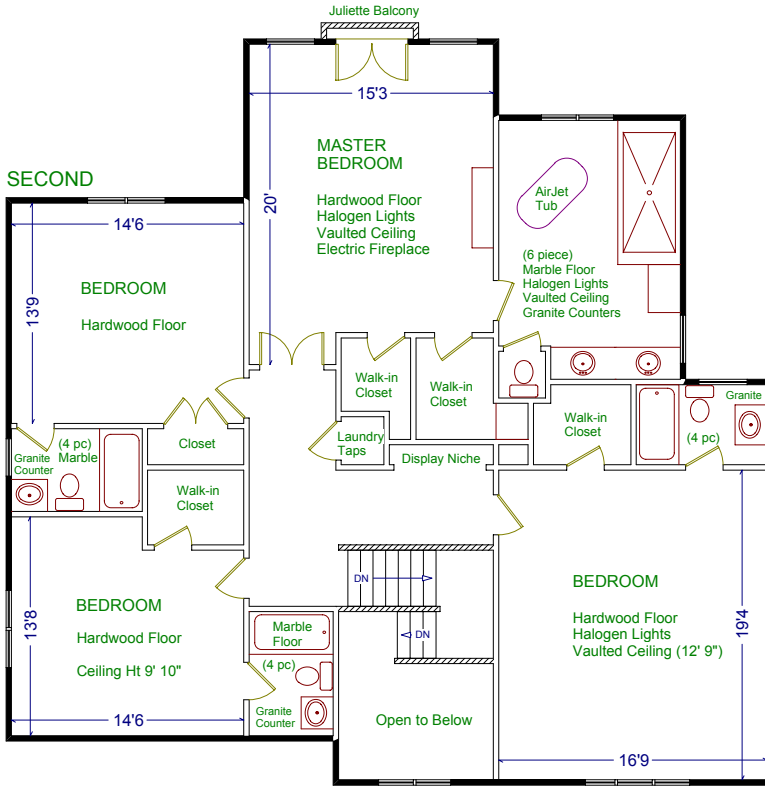 Juliette Balcony
15'3
MASTER
BEDROOM
Hardwood Floor
Halogen Lights
Vaulted Ceiling
Electric Fireplace
20'
SECOND
14'6
BEDROOM
Hardwood Floor
13'9
AirJet
Tub
(6 piece)
Marble Floor
Halogen Lights
Vaulted Ceiling
Granite Counters
Walk-in
Closet
Walk-in
Closet
Walk-in
Closet
Granite
(4 pc)
Laundry
Taps
Display Niche
Closet
(4 pc)
Marble
Granite
Counter
Walk-in
Closet
BEDROOM
Hardwood Floor
Ceiling Ht 9' 10"
13'8
14'6
Marble
Floor
(4 pc)
Granite
Counter
DN
DN
Open to Below
BEDROOM
Hardwood Floor
Halogen Lights
Vaulted Ceiling (12' 9")
19'4
16'9